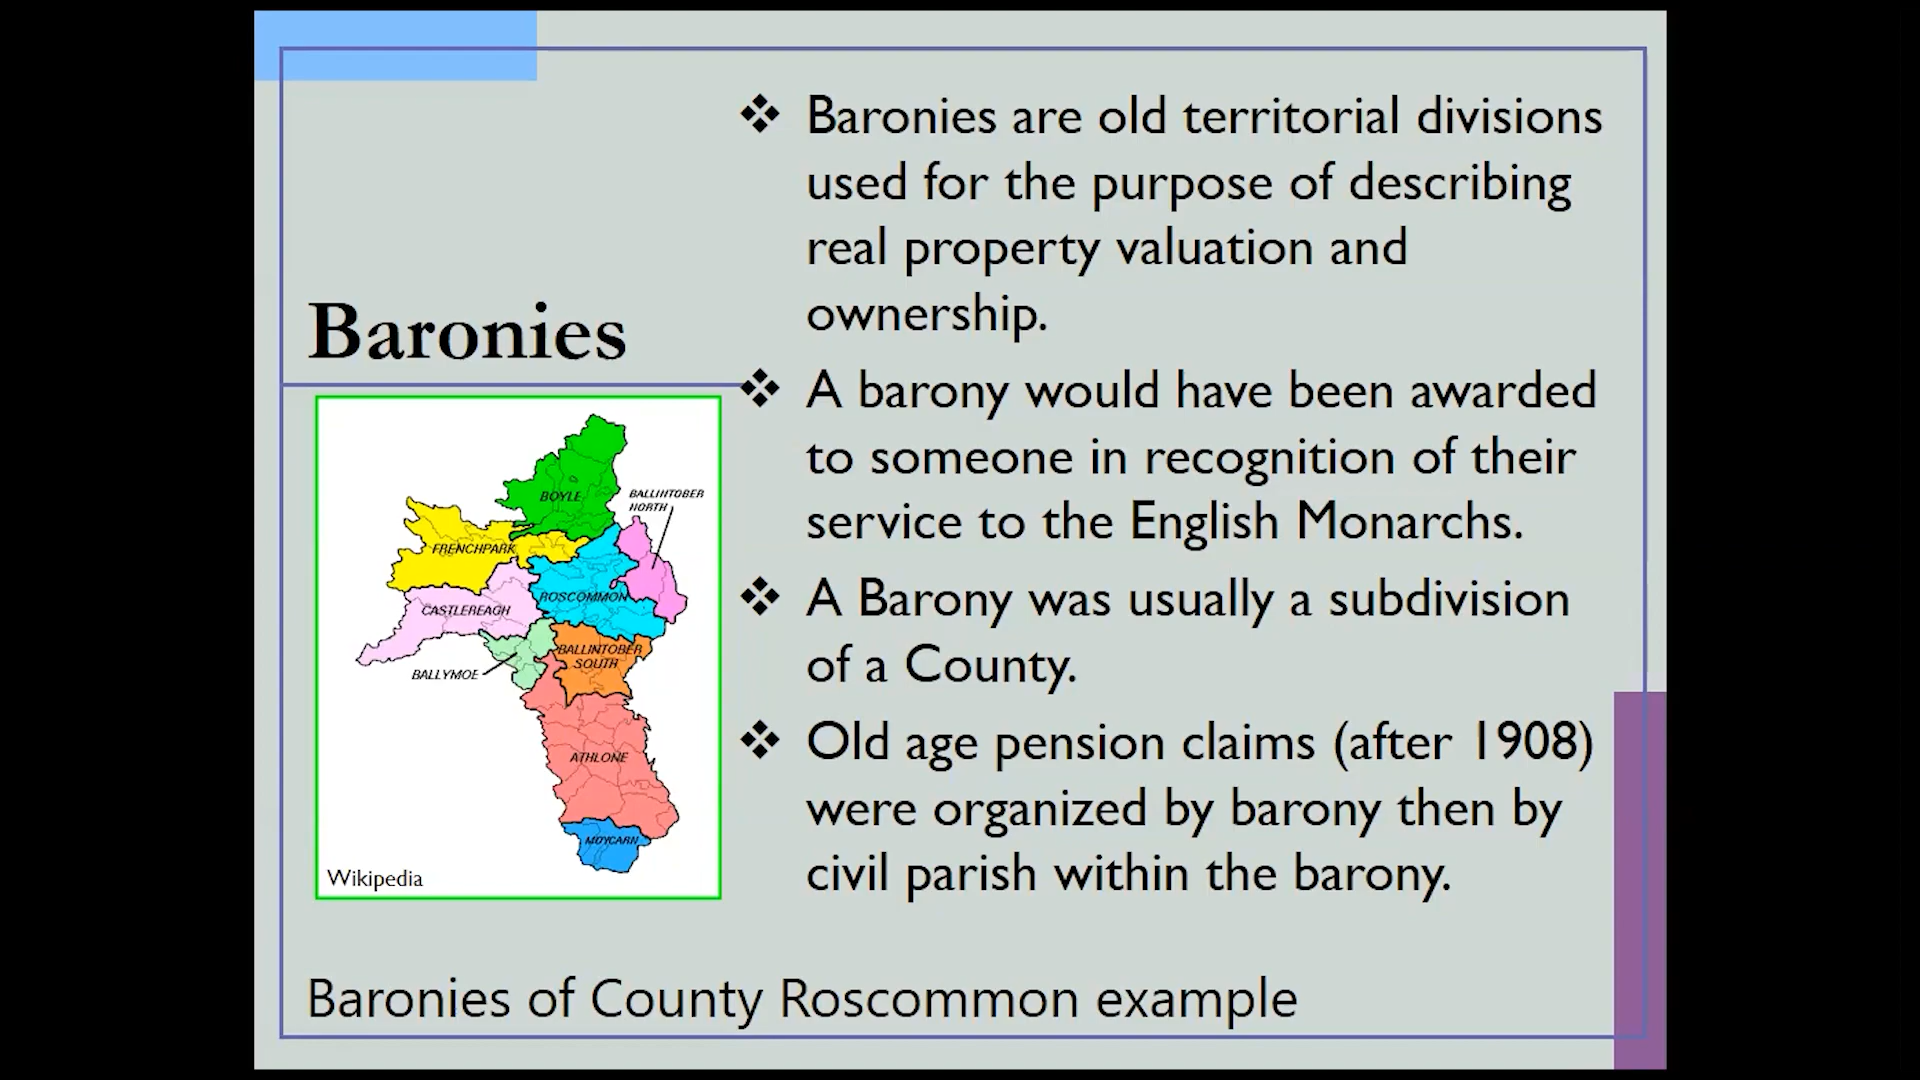 Baronies
❖ Baronies are old territorial divisions
used for the purpose of describing
real property valuation and
ownership.
❖ A barony would have been awarded
to someone in recognition of their
service to the English Monarchs.
❖ A Barony was usually a subdivision
of a County.
❖ Old age pension claims (after 1908)
were organized by barony then by
civil parish within the barony.
BOYLE
BALLINTOBER
NORTH
FRENCHPARK
ROSCOMMON
CASTLEREAGH
BALLINTOBER
SOUTH
BALLYMOE
ATHLONE
MOYCARN
Wikipedia
Baronies of County Roscommon example